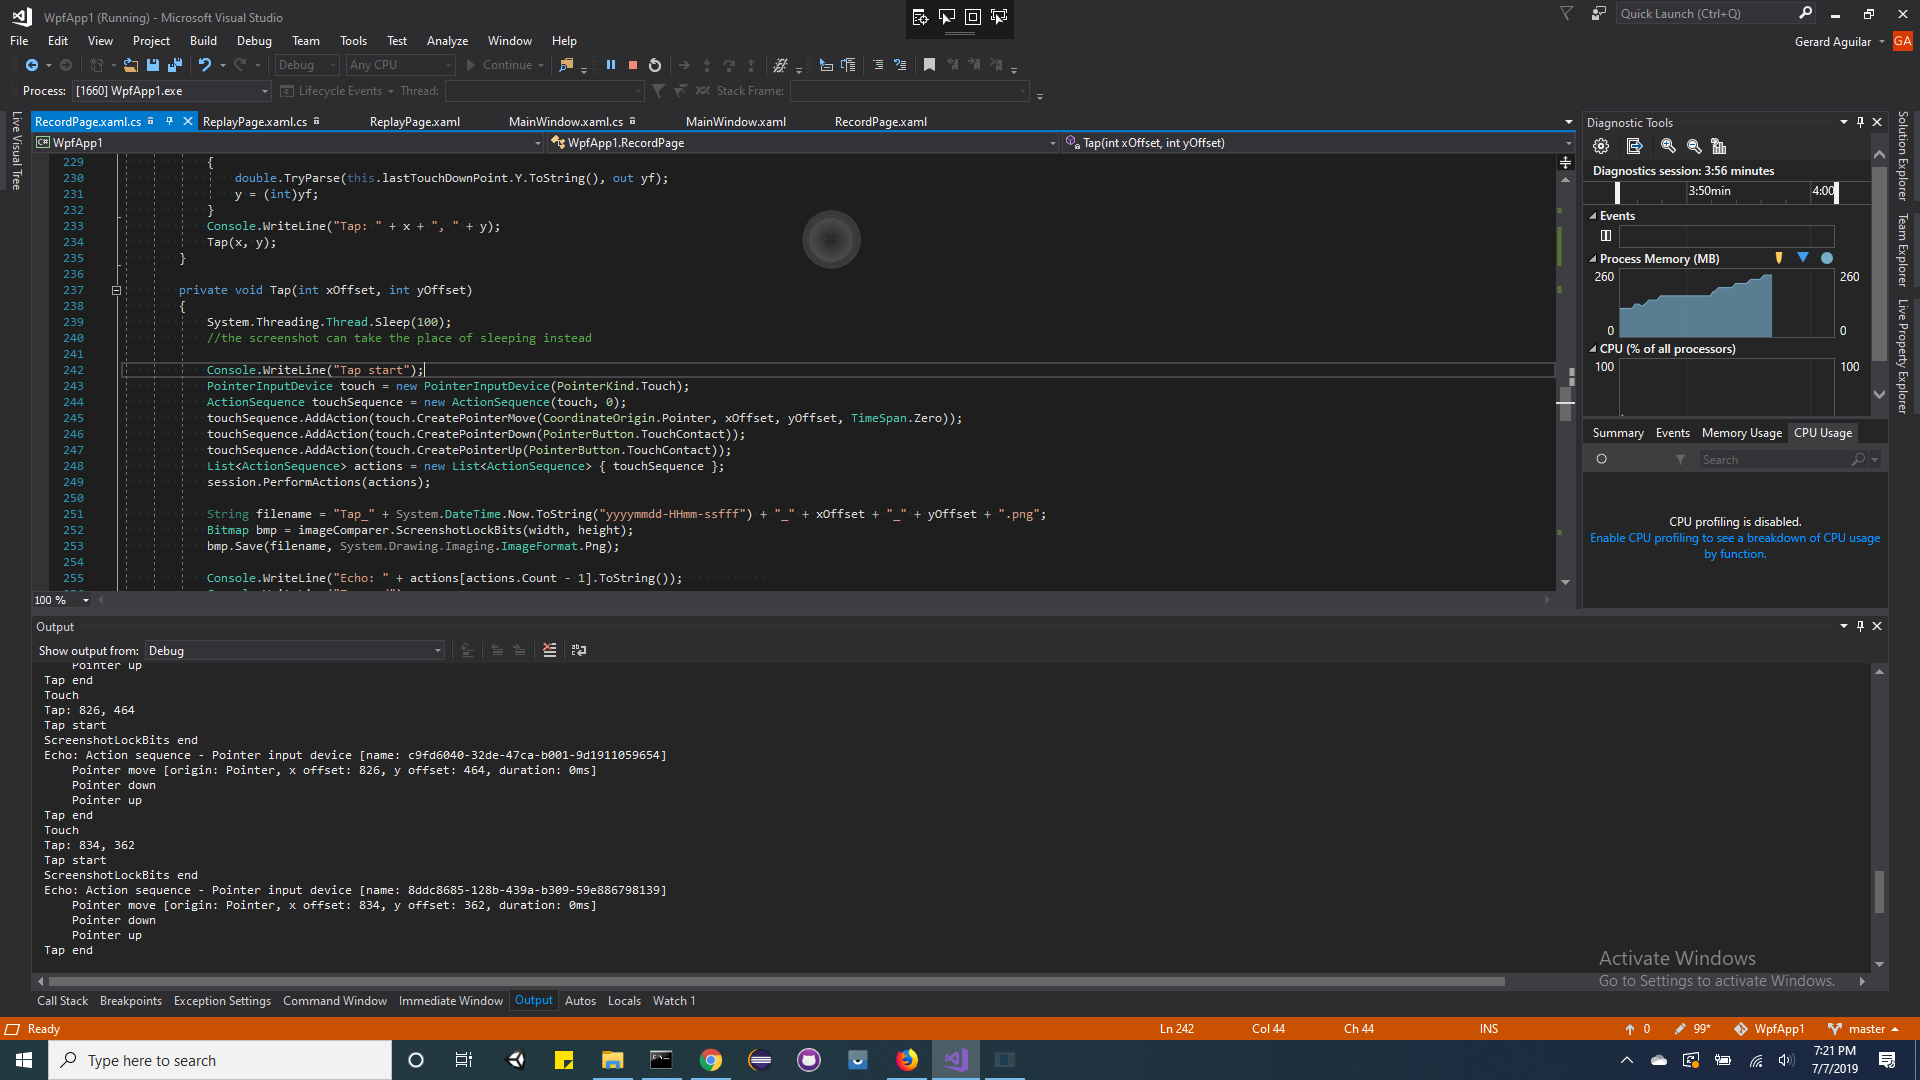 WpfApp1 (Running) - Microsoft Visual Studio
Quick Launch (Ctrl+Q)
File Edit View Project Build Debug Team Tools Test Analyze Window Help
Gerard Aguilar GA
Debug Any CPU Continue
Process: [1660] WpfApp1.exe Lifecycle Events Thread: Stack Frame:
Live Visual Tree
RecordPage.xaml.cs ReplayPage.xaml.cs ReplayPage.xaml MainWindow.xaml.cs MainWindow.xaml RecordPage.xaml
C# WpfApp1 WpfApp1.RecordPage Tap(int xOffset, int yOffset)
229 {
230 double.TryParse(this.lastTouchDownPoint.Y.ToString(), out yf);
231 y = (int)yf;
232 }
233 Console.WriteLine("Tap: " + x + ", " + y);
234 Tap(x, y);
235 }
236
237 private void Tap(int xOffset, int yOffset)
238 {
239 System.Threading.Thread.Sleep(100);
240 //the screenshot can take the place of sleeping instead
241
242 Console.WriteLine("Tap start");
243 PointerInputDevice touch = new PointerInputDevice(PointerKind.Touch);
244 ActionSequence touchSequence = new ActionSequence(touch, 0);
245 touchSequence.AddAction(touch.CreatePointerMove(CoordinateOrigin.Pointer, xOffset, yOffset, TimeSpan.Zero));
246 touchSequence.AddAction(touch.CreatePointerDown(PointerButton.TouchContact));
247 touchSequence.AddAction(touch.CreatePointerUp(PointerButton.TouchContact));
248 List<ActionSequence> actions = new List<ActionSequence> { touchSequence };
249 session.PerformActions(actions);
250
251 String filename = "Tap_" + System.DateTime.Now.ToString("yyyymmdd-HHmm-ssfff") + "_" + xOffset + "_" + yOffset + ".png";
252 Bitmap bmp = imageComparer.ScreenshotLockBits(width, height);
253 bmp.Save(filename, System.Drawing.Imaging.ImageFormat.Png);
254
255 Console.WriteLine("Echo: " + actions[actions.Count - 1].ToString());
100 %
Diagnostic Tools
Diagnostics session: 3:56 minutes
3:50min 4:00
Events
Process Memory (MB)
260 260
0 0
CPU (% of all processors)
100 100
Summary Events Memory Usage CPU Usage
Search
CPU profiling is disabled.
Enable CPU profiling to see a breakdown of CPU usage
by function.
Solution Explorer
Team Explorer
Live Property Explorer
Output
Show output from: Debug
Pointer up
Tap end
Touch
Tap: 826, 464
Tap start
ScreenshotLockBits end
Echo: Action sequence - Pointer input device [name: c9fd6040-32de-47ca-b001-9d1911059654]
Pointer move [origin: Pointer, x offset: 826, y offset: 464, duration: 0ms]
Pointer down
Pointer up
Tap end
Touch
Tap: 834, 362
Tap start
ScreenshotLockBits end
Echo: Action sequence - Pointer input device [name: 8ddc8685-128b-439a-b309-59e886798139]
Pointer move [origin: Pointer, x offset: 834, y offset: 362, duration: 0ms]
Pointer down
Pointer up
Tap end
Activate Windows
Go to Settings to activate Windows.
Call Stack Breakpoints Exception Settings Command Window Immediate Window Output Autos Locals Watch 1
Ready Ln 242 Col 44 Ch 44 INS 0 99* WpfApp1 master
Type here to search
7:21 PM
7/7/2019